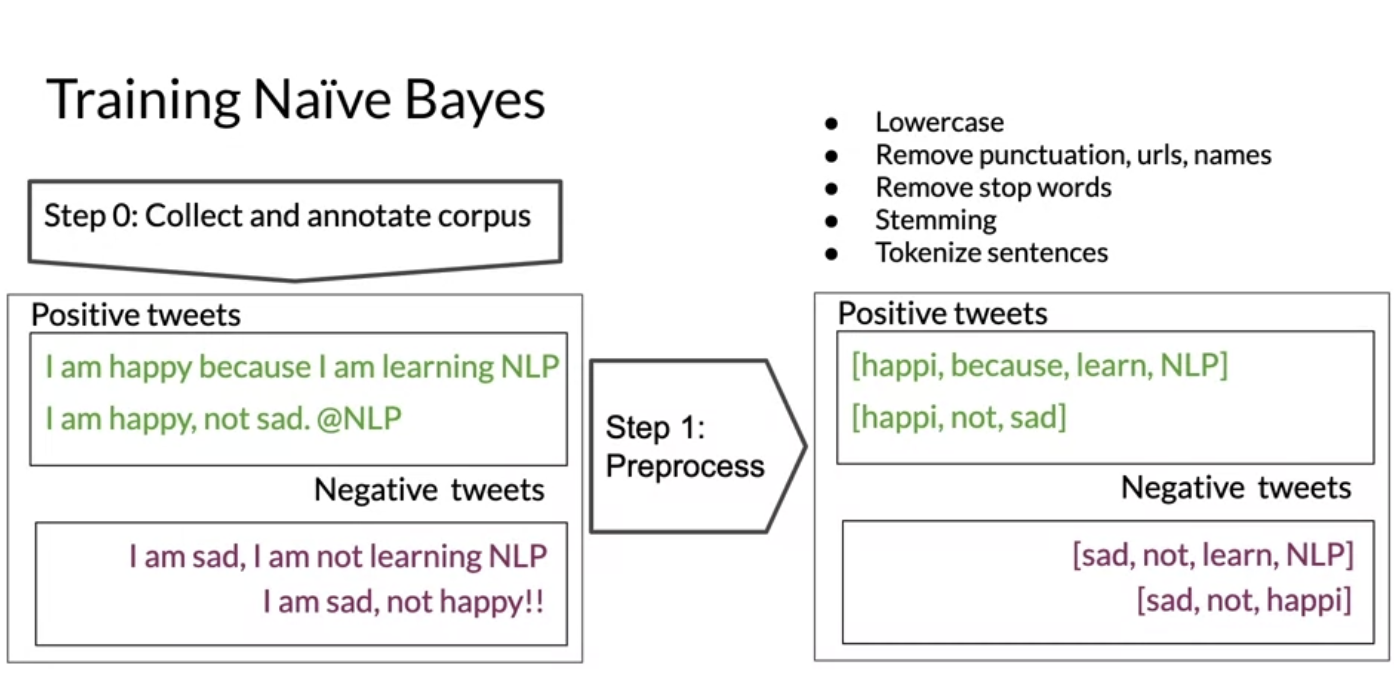 Training Naïve Bayes
Step 0: Collect and annotate corpus
Positive tweets
I am happy because I am learning NLP
I am happy, not sad. @NLP
Negative tweets
I am sad, I am not learning NLP
I am sad, not happy!!
Step 1:
Preprocess
● Lowercase
● Remove punctuation, urls, names
● Remove stop words
● Stemming
● Tokenize sentences
Positive tweets
[happi, because, learn, NLP]
[happi, not, sad]
Negative tweets
[sad, not, learn, NLP]
[sad, not, happi]